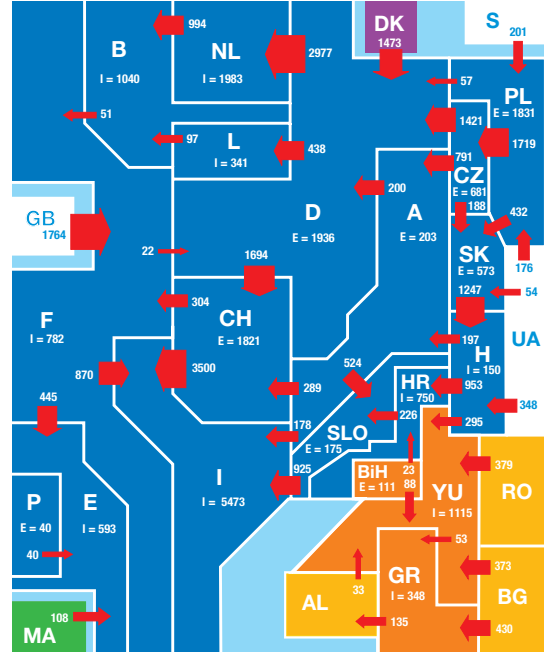 DK
1473
S
201
994
B
I = 1040
NL
I = 1983
2977
57
PL
E = 1831
51
97
L
I = 341
438
1421
1719
791
CZ
E = 681
200
188
432
GB
1764
D
E = 1936
A
E = 203
SK
E = 573
176
22
1694
1247
54
F
I = 782
304
CH
E = 1821
UA
197
H
I = 150
870
3500
524
289
HR
I = 750
953
348
445
178
226
295
SLO
E = 175
P
E = 40
E
I = 593
I
I = 5473
925
BiH
E = 111
23
88
YU
I = 1115
379
RO
40
53
GR
I = 348
373
BG
AL
33
MA
108
135
430